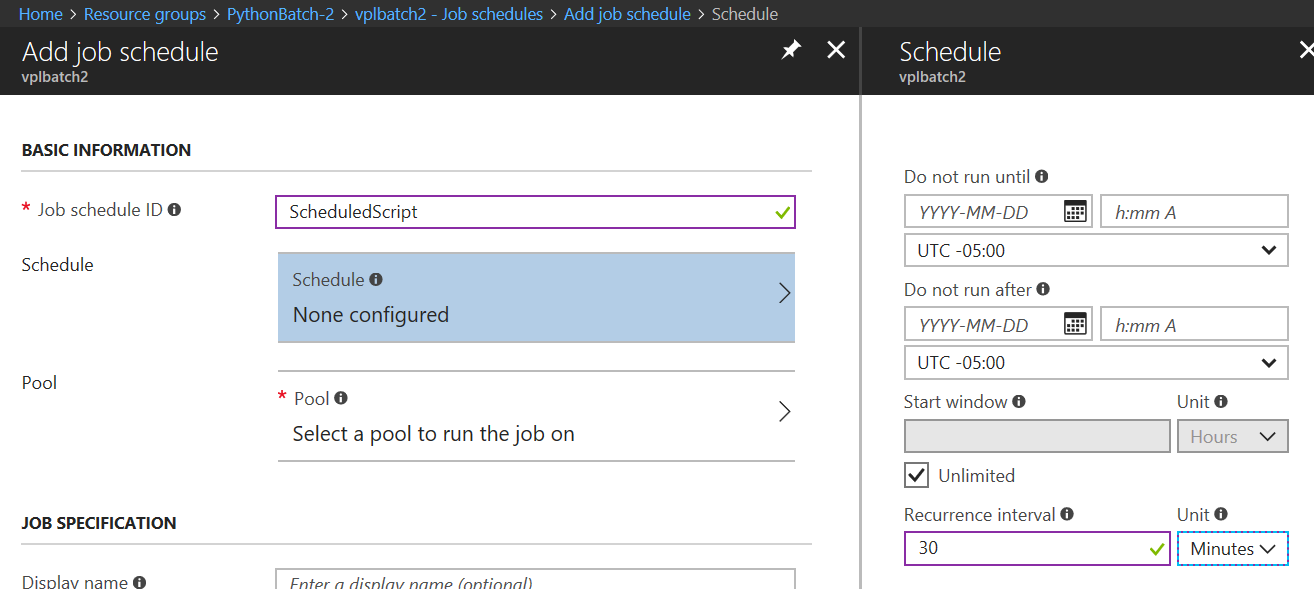 Home > Resource groups > PythonBatch-2 > vplbatch2 - Job schedules > Add job schedule > Schedule
Add job schedule
vplbatch2
BASIC INFORMATION
* Job schedule ID
ScheduledScript
Schedule
Schedule
None configured
Pool
* Pool
Select a pool to run the job on
JOB SPECIFICATION
Display name
Enter a display name (optional)
Schedule
vplbatch2
Do not run until
YYYY-MM-DD h:mm A
UTC -05:00
Do not run after
YYYY-MM-DD h:mm A
UTC -05:00
Start window Unit
Hours
Unlimited
Recurrence interval Unit
30 Minutes